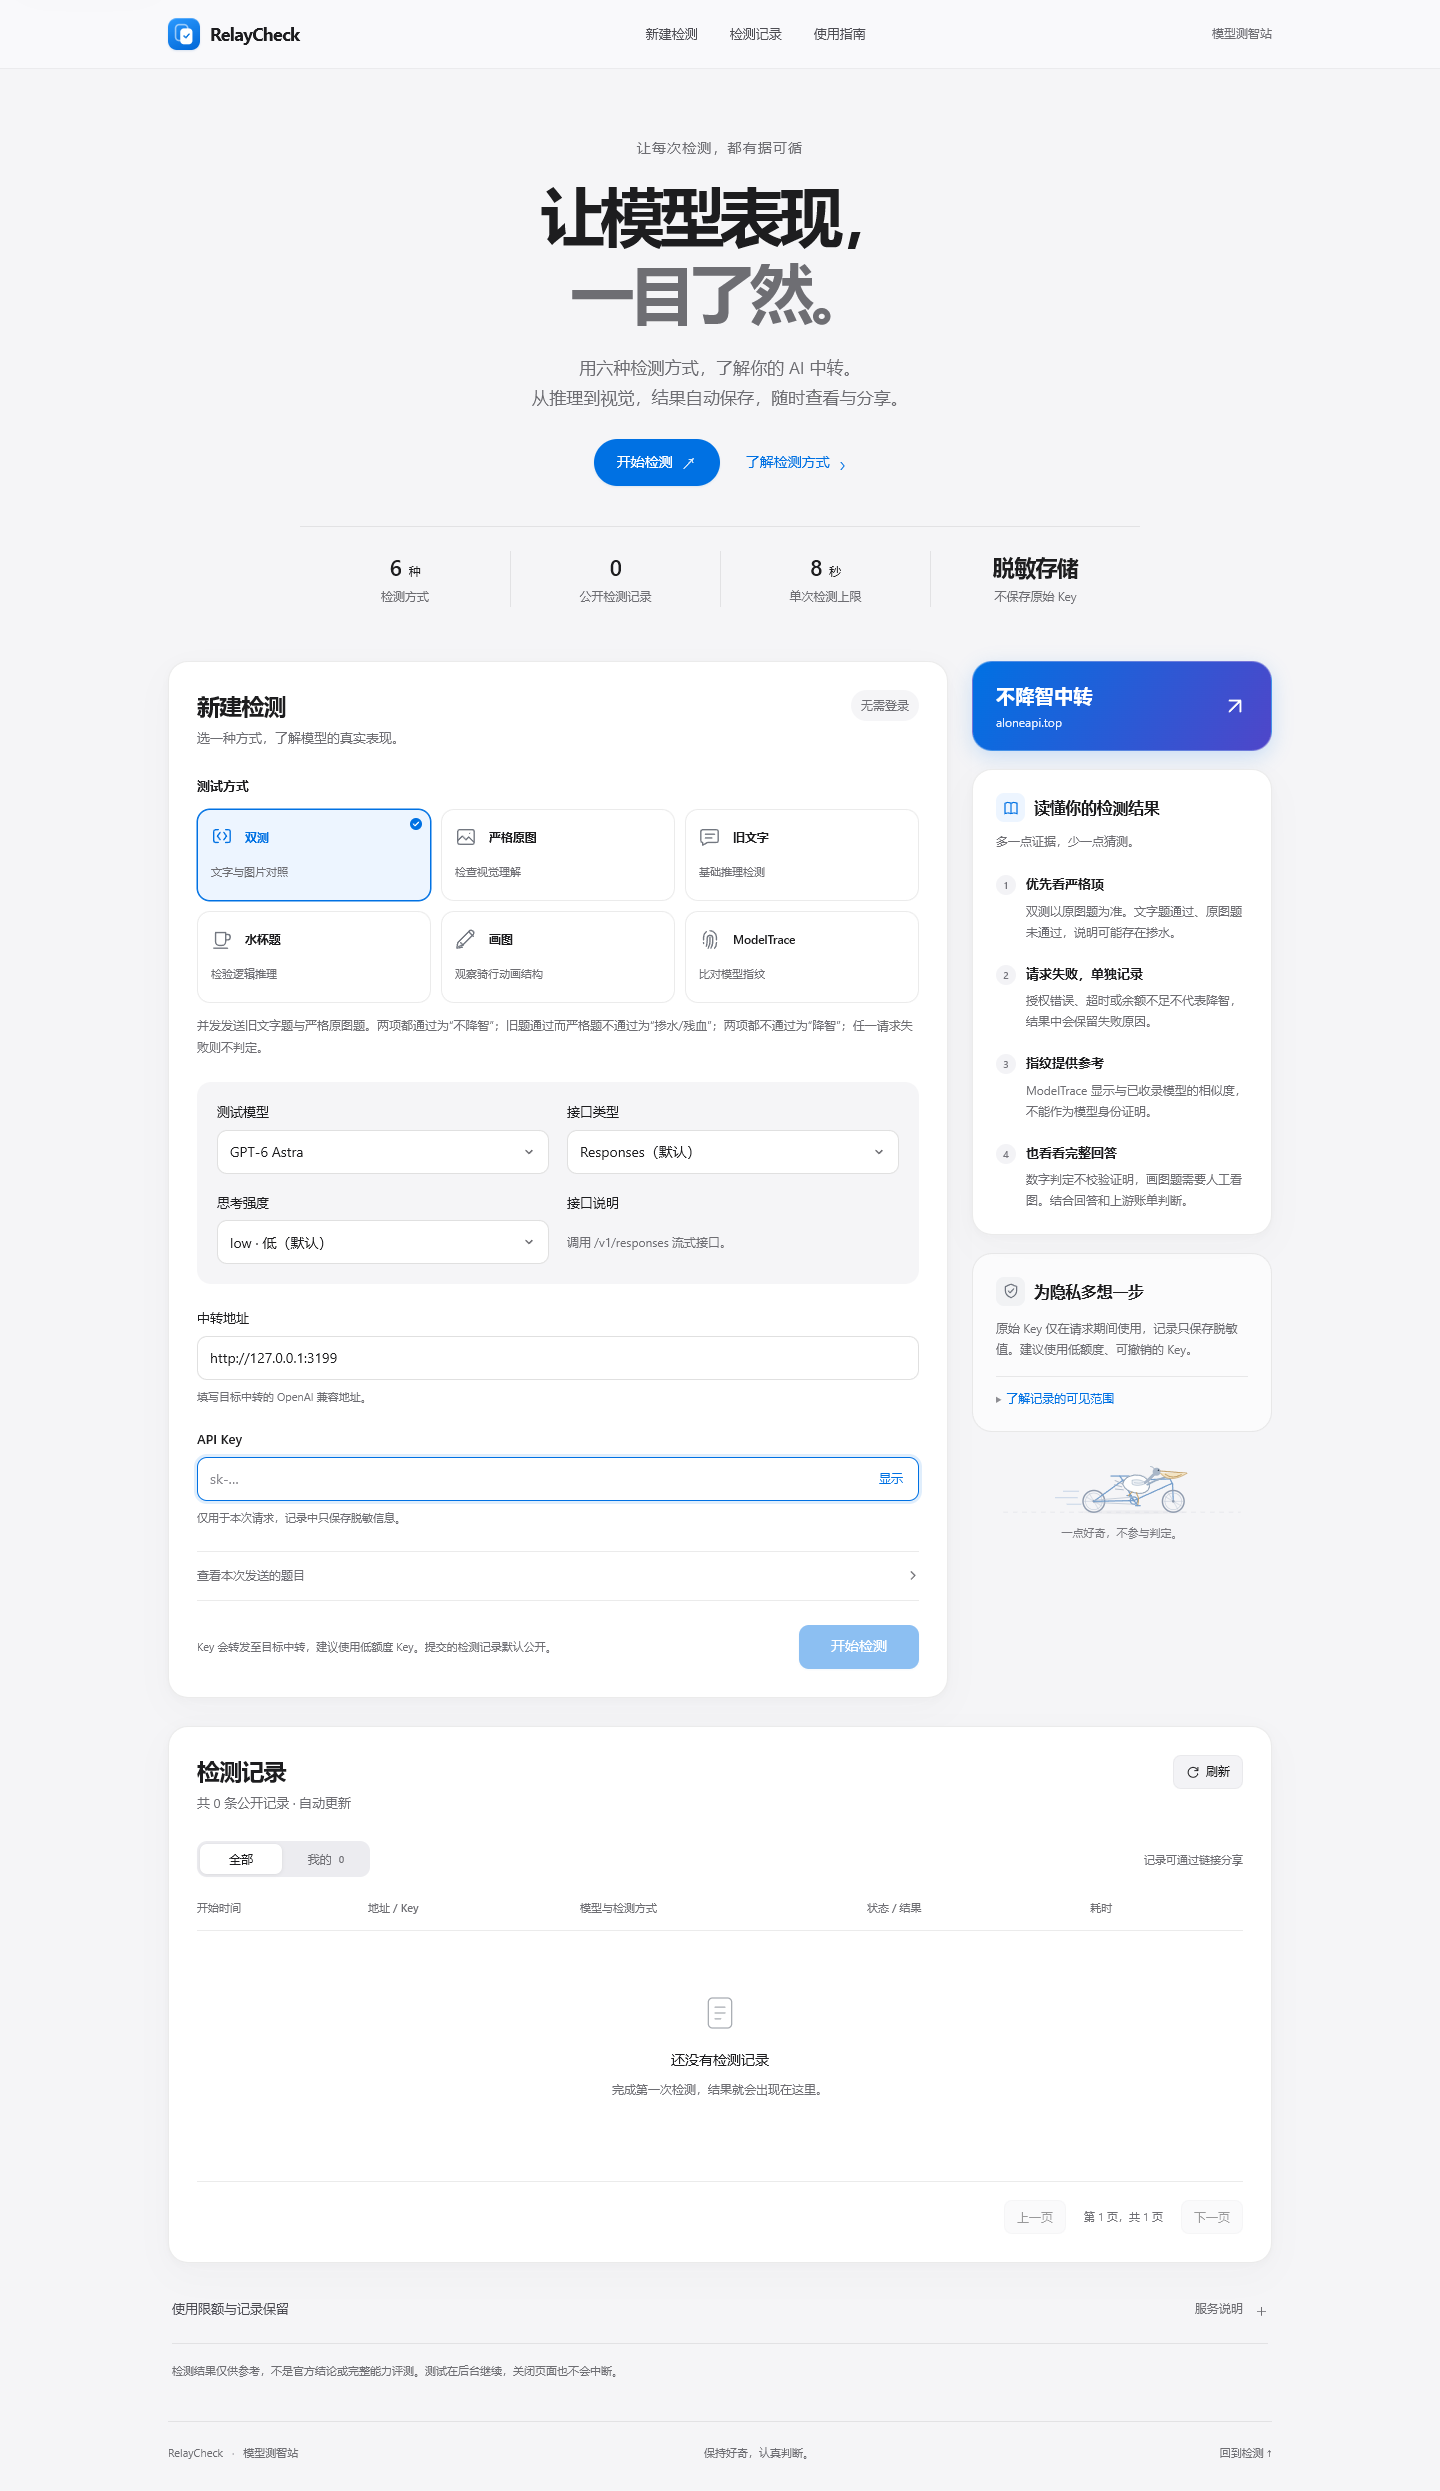 RelayCheck
新建检测
检测记录
使用指南
模型测智站
让每次检测，都有据可循
让模型表现，
一目了然。
用六种检测方式，了解你的 AI 中转。
从推理到视觉，结果自动保存，随时查看与分享。
开始检测 ↗
了解检测方式 ›
6 种
检测方式
0
公开检测记录
8 秒
单次检测上限
脱敏存储
不保存原始 Key
新建检测
无需登录
选一种方式，了解模型的真实表现。
测试方式
双测
文字与图片对照
严格原图
检查视觉理解
旧文字
基础推理检测
水杯题
检验逻辑推理
画图
观察骑行动画结构
ModelTrace
比对模型指纹
并发发送旧文字题与严格原图题。两项都通过为“不降智”；旧题通过而严格题不通过为“掺水/残血”；两项都不通过为“降智”；任一请求失
败则不判定。
测试模型
接口类型
GPT-6 Astra
Responses（默认）
思考强度
接口说明
low · 低（默认）
调用 /v1/responses 流式接口。
中转地址
http://127.0.0.1:3199
填写目标中转的 OpenAI 兼容地址。
API Key
sk-...
显示
仅用于本次请求，记录中只保存脱敏信息。
查看本次发送的题目
Key 会转发至目标中转，建议使用低额度 Key。提交的检测记录默认公开。
开始检测
不降智中转
aloneapi.top
读懂你的检测结果
多一点证据，少一点猜测。
1 优先看严格项
双测以原图题为准。文字题通过、原图题
未通过，说明可能存在掺水。
2 请求失败，单独记录
授权错误、超时或余额不足不代表降智，
结果中会保留失败原因。
3 指纹提供参考
ModelTrace 显示与已收录模型的相似度，
不能作为模型身份证明。
4 也看看完整回答
数字判定不校验证明，画图题需要人工看
图。结合回答和上游账单判断。
为隐私多想一步
原始 Key 仅在请求期间使用，记录只保存脱敏
值。建议使用低额度、可撤销的 Key。
了解记录的可见范围
一点好奇，不参与判定。
检测记录
刷新
共 0 条公开记录 · 自动更新
全部
我的 0
记录可通过链接分享
开始时间
地址 / Key
模型与检测方式
状态 / 结果
耗时
还没有检测记录
完成第一次检测，结果就会出现在这里。
上一页
第 1 页，共 1 页
下一页
使用限额与记录保留
服务说明 +
检测结果仅供参考，不是官方结论或完整能力评测。测试在后台继续，关闭页面也不会中断。
RelayCheck · 模型测智站
保持好奇，认真判断。
回到检测 ↑